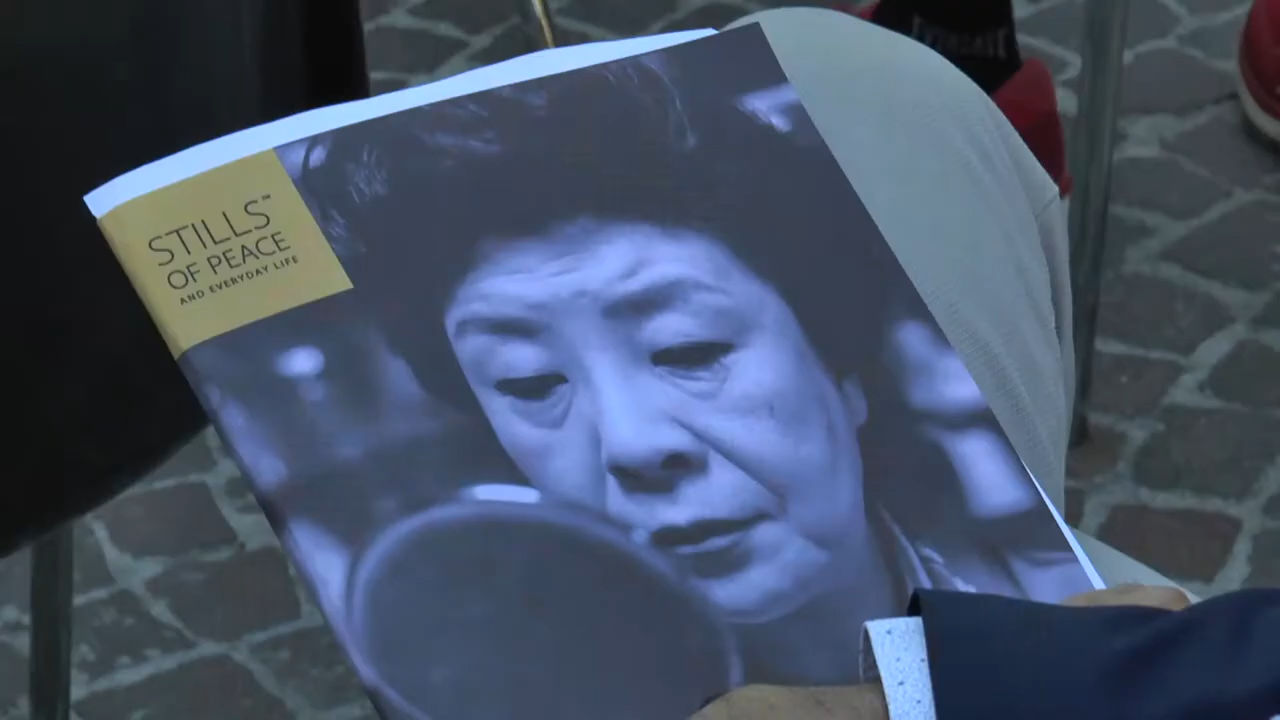 STILLS™
OF PEACE
AND EVERYDAY LIFE